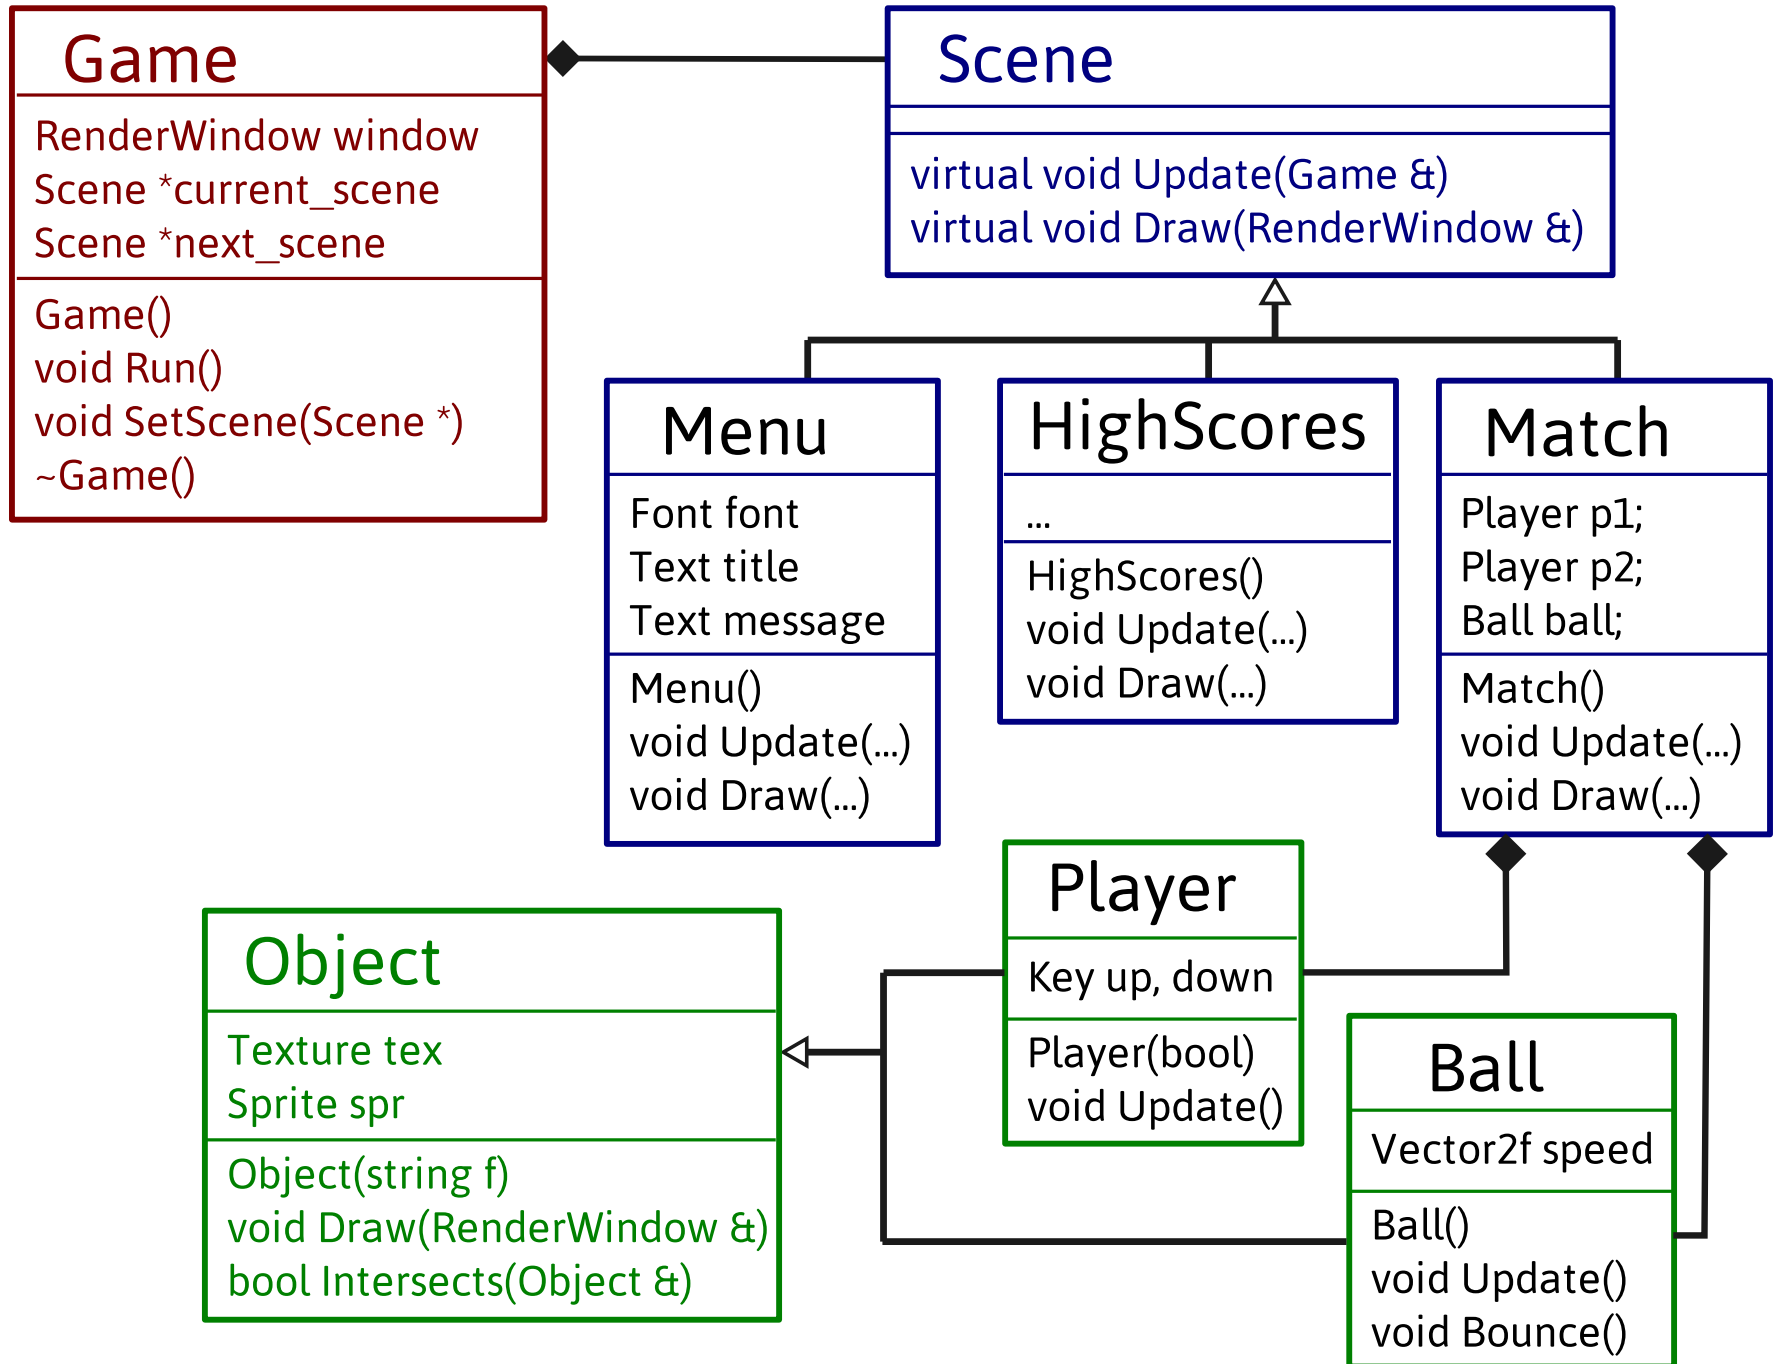 Game
RenderWindow window
Scene *current_scene
Scene *next_scene
Game()
void Run()
void SetScene(Scene *)
~Game()
Scene
virtual void Update(Game &)
virtual void Draw(RenderWindow &)
Menu
Font font
Text title
Text message
Menu()
void Update(...)
void Draw(...)
HighScores
...
HighScores()
void Update(...)
void Draw(...)
Match
Player p1;
Player p2;
Ball ball;
Match()
void Update(...)
void Draw(...)
Object
Texture tex
Sprite spr
Object(string f)
void Draw(RenderWindow &)
bool Intersects(Object &)
Player
Key up, down
Player(bool)
void Update()
Ball
Vector2f speed
Ball()
void Update()
void Bounce()